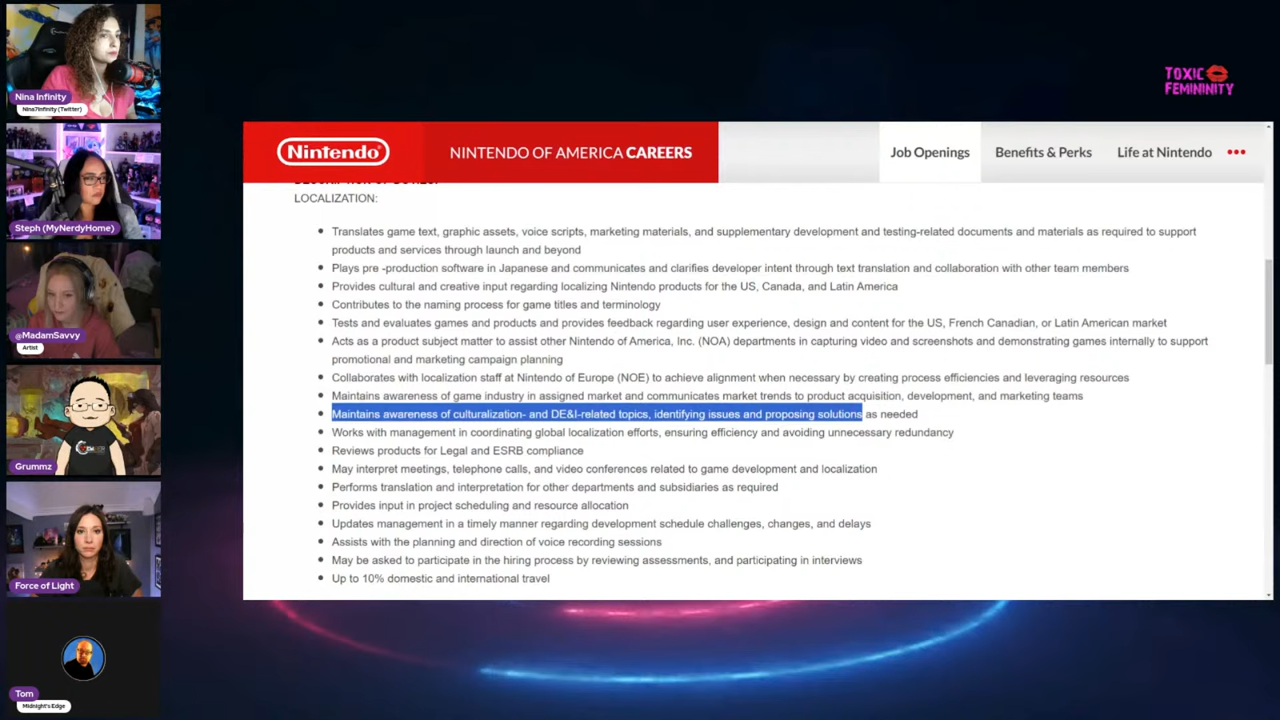 Nina Infinity
Nina7Infinity (Twitter)
Steph (MyNerdyHome)
@MadamSavvy
Artist
Grummz
Force of Light
Tom
Midnight's Edge
TOXIC
FEMININITY
Nintendo
NINTENDO OF AMERICA CAREERS
Job Openings
Benefits & Perks
Life at Nintendo
LOCALIZATION:
Translates game text, graphic assets, voice scripts, marketing materials, and supplementary development and testing-related documents and materials as required to support
products and services through launch and beyond
Plays pre -production software in Japanese and communicates and clarifies developer intent through text translation and collaboration with other team members
Provides cultural and creative input regarding localizing Nintendo products for the US, Canada, and Latin America
Contributes to the naming process for game titles and terminology
Tests and evaluates games and products and provides feedback regarding user experience, design and content for the US, French Canadian, or Latin American market
Acts as a product subject matter to assist other Nintendo of America, Inc. (NOA) departments in capturing video and screenshots and demonstrating games internally to support
promotional and marketing campaign planning
Collaborates with localization staff at Nintendo of Europe (NOE) to achieve alignment when necessary by creating process efficiencies and leveraging resources
Maintains awareness of game industry in assigned market and communicates market trends to product acquisition, development, and marketing teams
Maintains awareness of culturalization- and DE&I-related topics, identifying issues and proposing solutions as needed
Works with management in coordinating global localization efforts, ensuring efficiency and avoiding unnecessary redundancy
Reviews products for Legal and ESRB compliance
May interpret meetings, telephone calls, and video conferences related to game development and localization
Performs translation and interpretation for other departments and subsidiaries as required
Provides input in project scheduling and resource allocation
Updates management in a timely manner regarding development schedule challenges, changes, and delays
Assists with the planning and direction of voice recording sessions
May be asked to participate in the hiring process by reviewing assessments, and participating in interviews
Up to 10% domestic and international travel